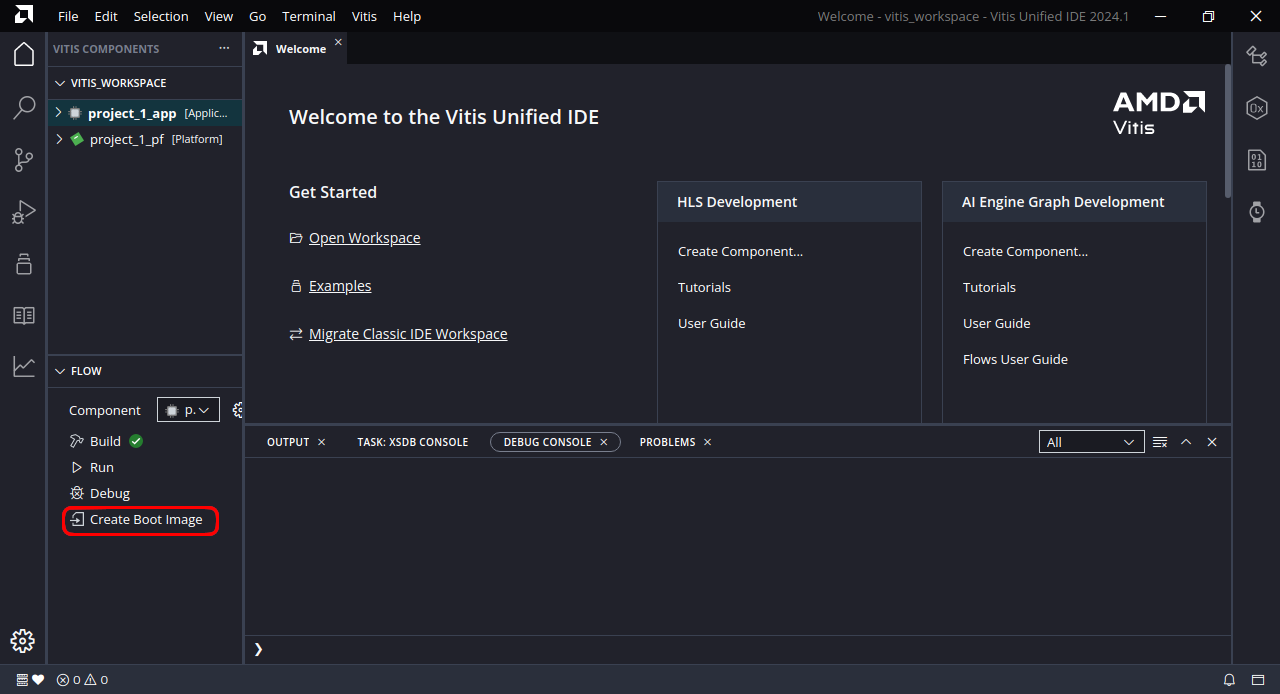 File Edit Selection View Go Terminal Vitis Help
Welcome - vitis_workspace - Vitis Unified IDE 2024.1
VITIS COMPONENTS
VITIS_WORKSPACE
project_1_app [Applic...
project_1_pf [Platform]
FLOW
Component p.
Build
Run
Debug
Create Boot Image
Welcome
Welcome to the Vitis Unified IDE
AMD
Vitis
Get Started
Open Workspace
Examples
Migrate Classic IDE Workspace
HLS Development
Create Component...
Tutorials
User Guide
AI Engine Graph Development
Create Component...
Tutorials
User Guide
Flows User Guide
OUTPUT TASK: XSDB CONSOLE DEBUG CONSOLE PROBLEMS All
0x
01
10
0 0